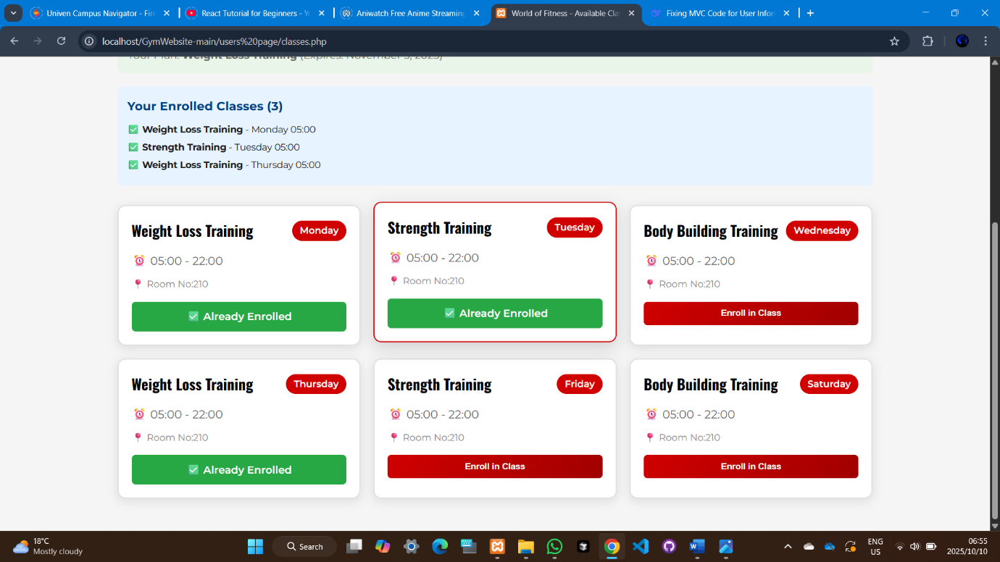 Univen Campus Navigator - Fir
React Tutorial for Beginners - Y
Aniwatch Free Anime Streaming
World of Fitness - Available Cla
Fixing MVC Code for User Infor
localhost/GymWebsite-main/users%20page/classes.php
Your Plan: Weight Loss Training (Expires: November 5, 2025)
Your Enrolled Classes (3)
✅ Weight Loss Training - Monday 05:00
✅ Strength Training - Tuesday 05:00
✅ Weight Loss Training - Thursday 05:00
Weight Loss Training Monday
⏰ 05:00 - 22:00
📍 Room No:210
✅ Already Enrolled
Strength Training Tuesday
⏰ 05:00 - 22:00
📍 Room No:210
✅ Already Enrolled
Body Building Training Wednesday
⏰ 05:00 - 22:00
📍 Room No:210
Enroll in Class
Weight Loss Training Thursday
⏰ 05:00 - 22:00
📍 Room No:210
✅ Already Enrolled
Strength Training Friday
⏰ 05:00 - 22:00
📍 Room No:210
Enroll in Class
Body Building Training Saturday
⏰ 05:00 - 22:00
📍 Room No:210
Enroll in Class
18°C
Mostly cloudy
Search
ENG
US
06:55
2025/10/10